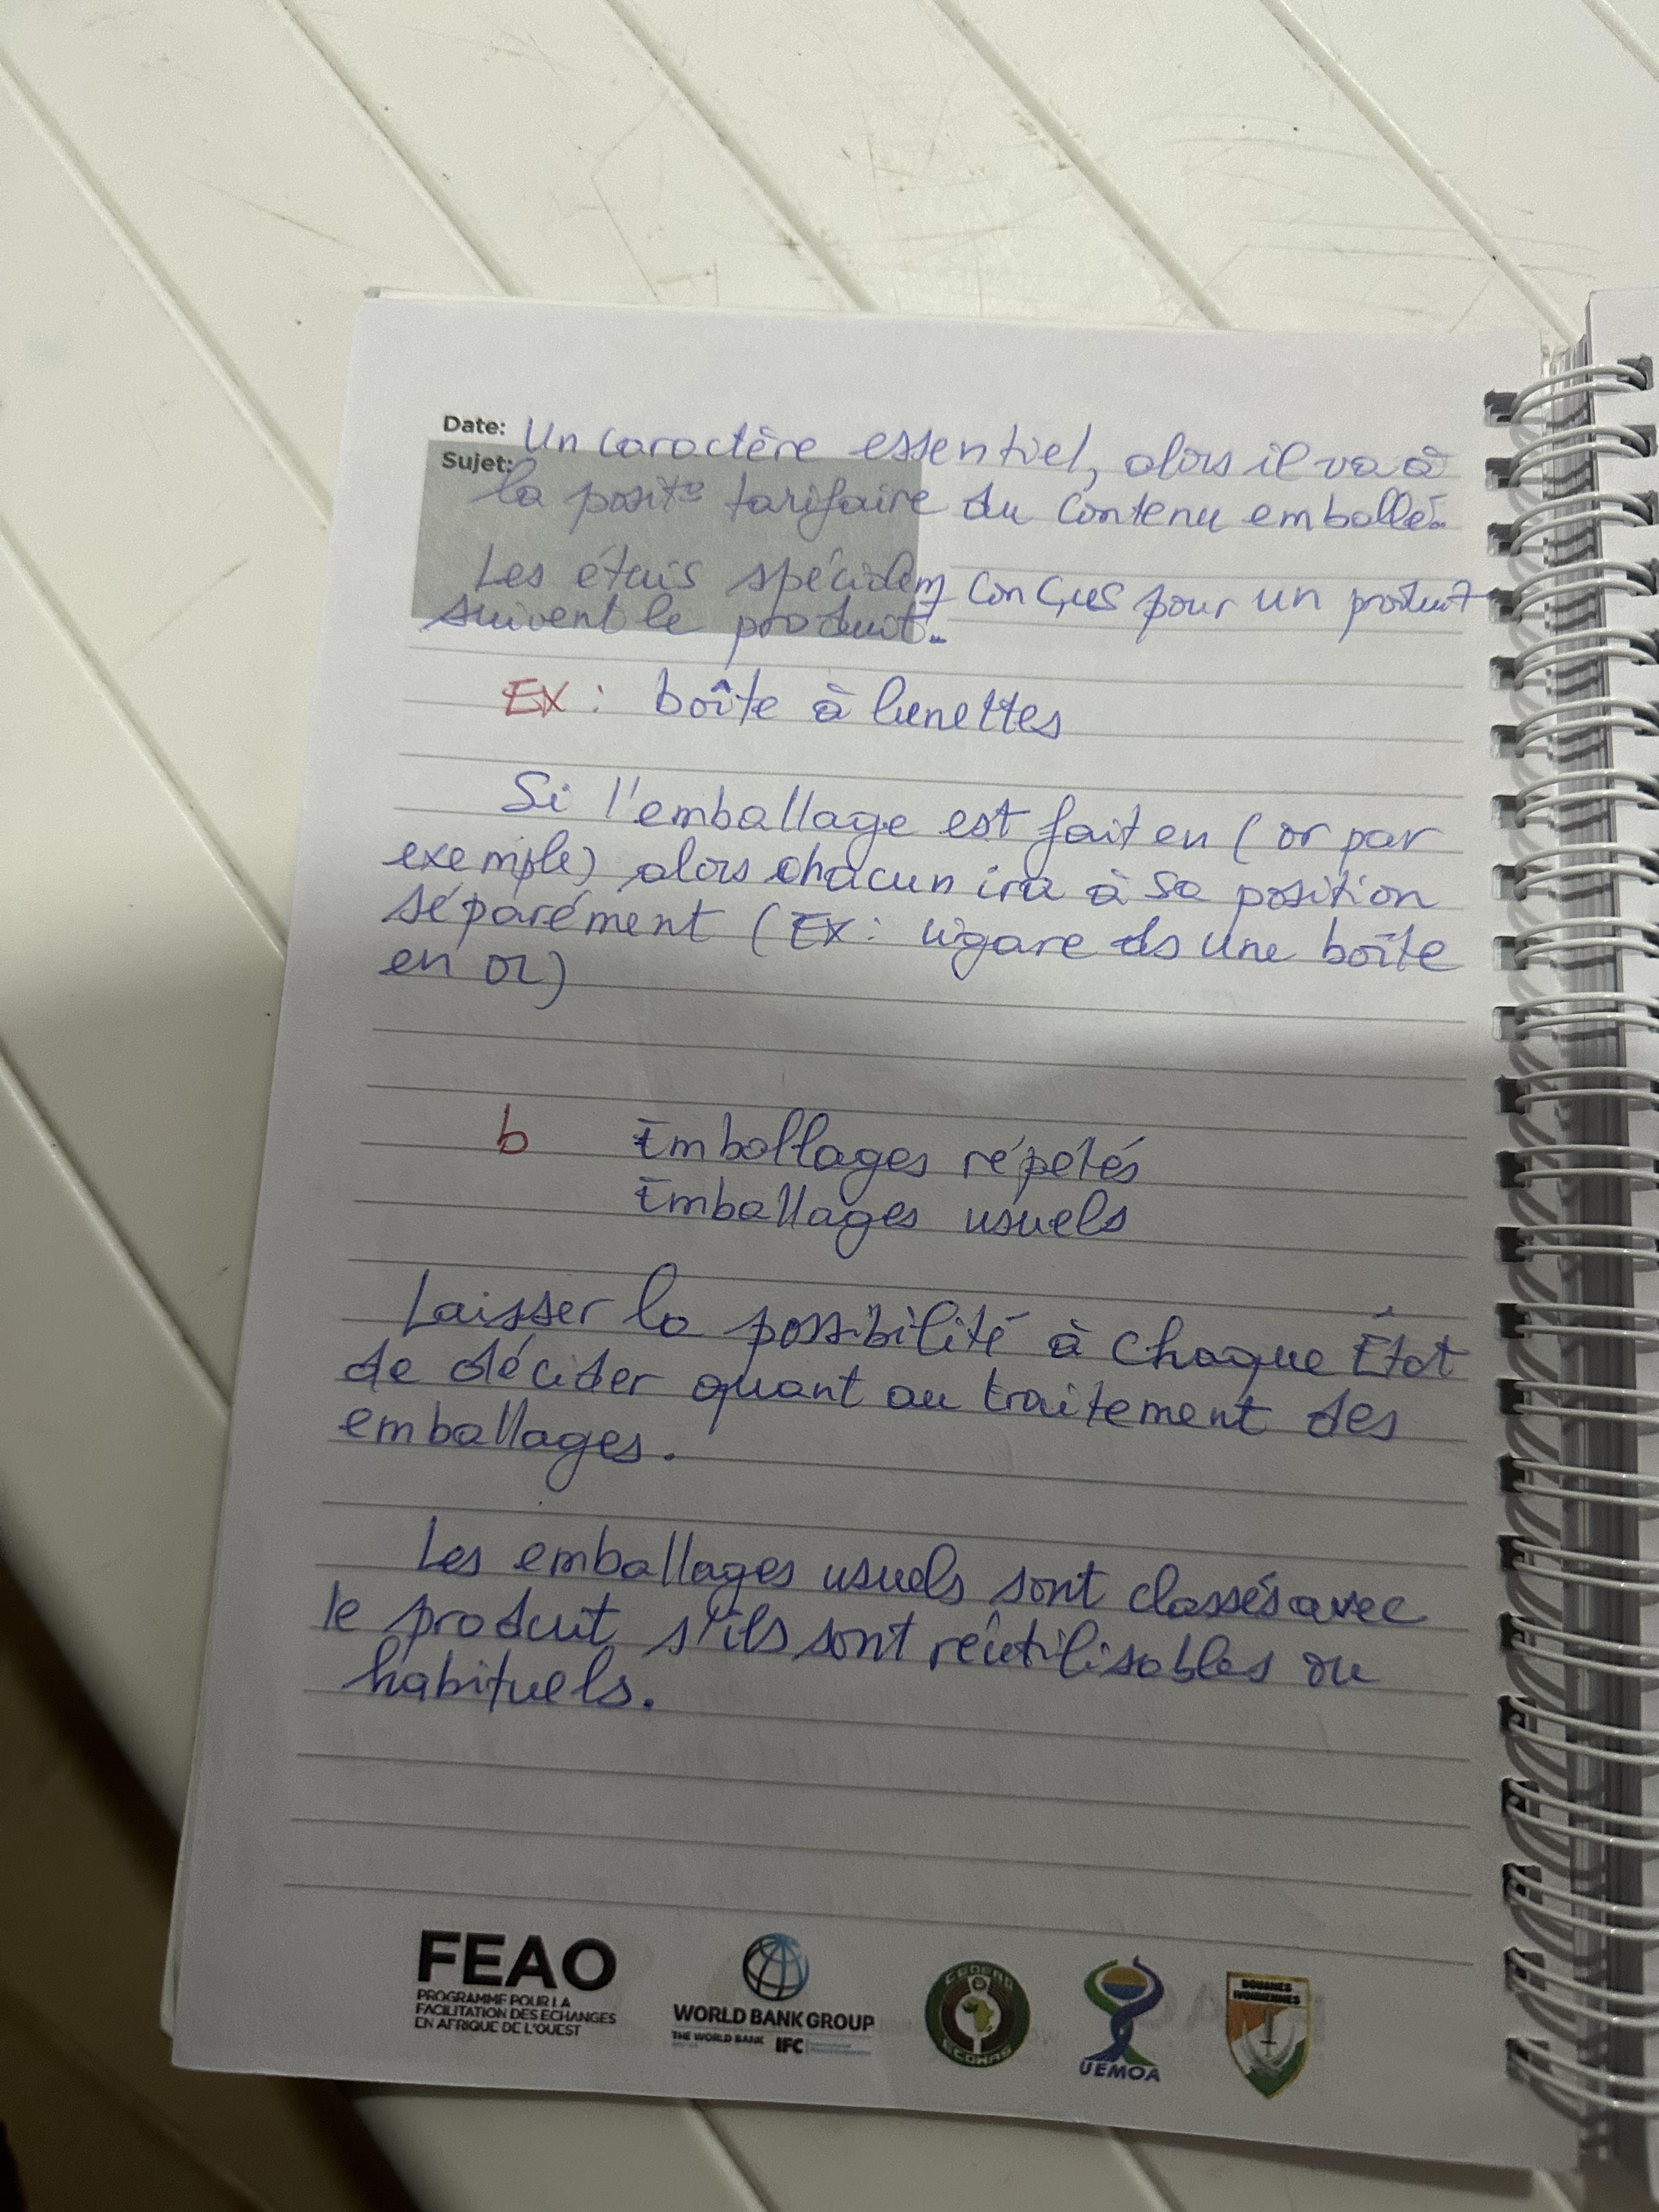 Date: Un caractère essentiel, alors il va à
Sujet: la posit° tarifaire du contenu emballé.
Les étuis spécialemt conçus pour un produit
suivent le produit.
EX : boîte à lunettes
Si l'emballage est fait en (or par
exemple) alors chacun ira à sa position
séparément (EX : cigare ds une boîte
en or)
b Emballages répétés
Emballages usuels
Laisser la possibilité à chaque État
de décider quant au traitement des
emballages.
Les emballages usuels sont classés avec
le produit s'ils sont réutilisables ou
habituels.
FEAO
PROGRAMME POUR LA
FACILITATION DES ECHANGES
EN AFRIQUE DE L'OUEST
WORLD BANK GROUP
THE WORLD BANK IFC
CEDEAO
ECOWAS
UEMOA
DOUANES
IVOIRIENNES